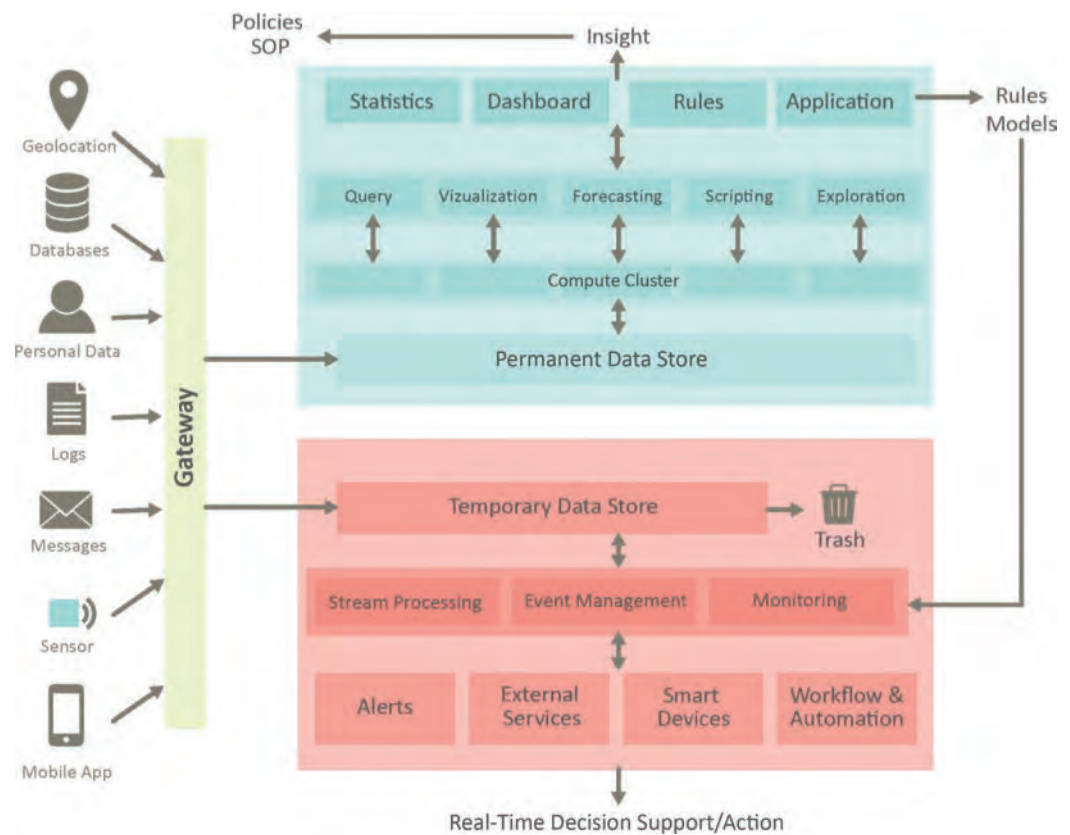 Policies
SOP
Insight
Statistics
Dashboard
Rules
Application
Rules
Models
Geolocation
Query
Vizualization
Forecasting
Scripting
Exploration
Databases
Compute Cluster
Personal Data
Permanent Data Store
Gateway
Logs
Temporary Data Store
Trash
Messages
Stream Processing
Event Management
Monitoring
Sensor
Alerts
External
Services
Smart
Devices
Workflow &
Automation
Mobile App
Real-Time Decision Support/Action